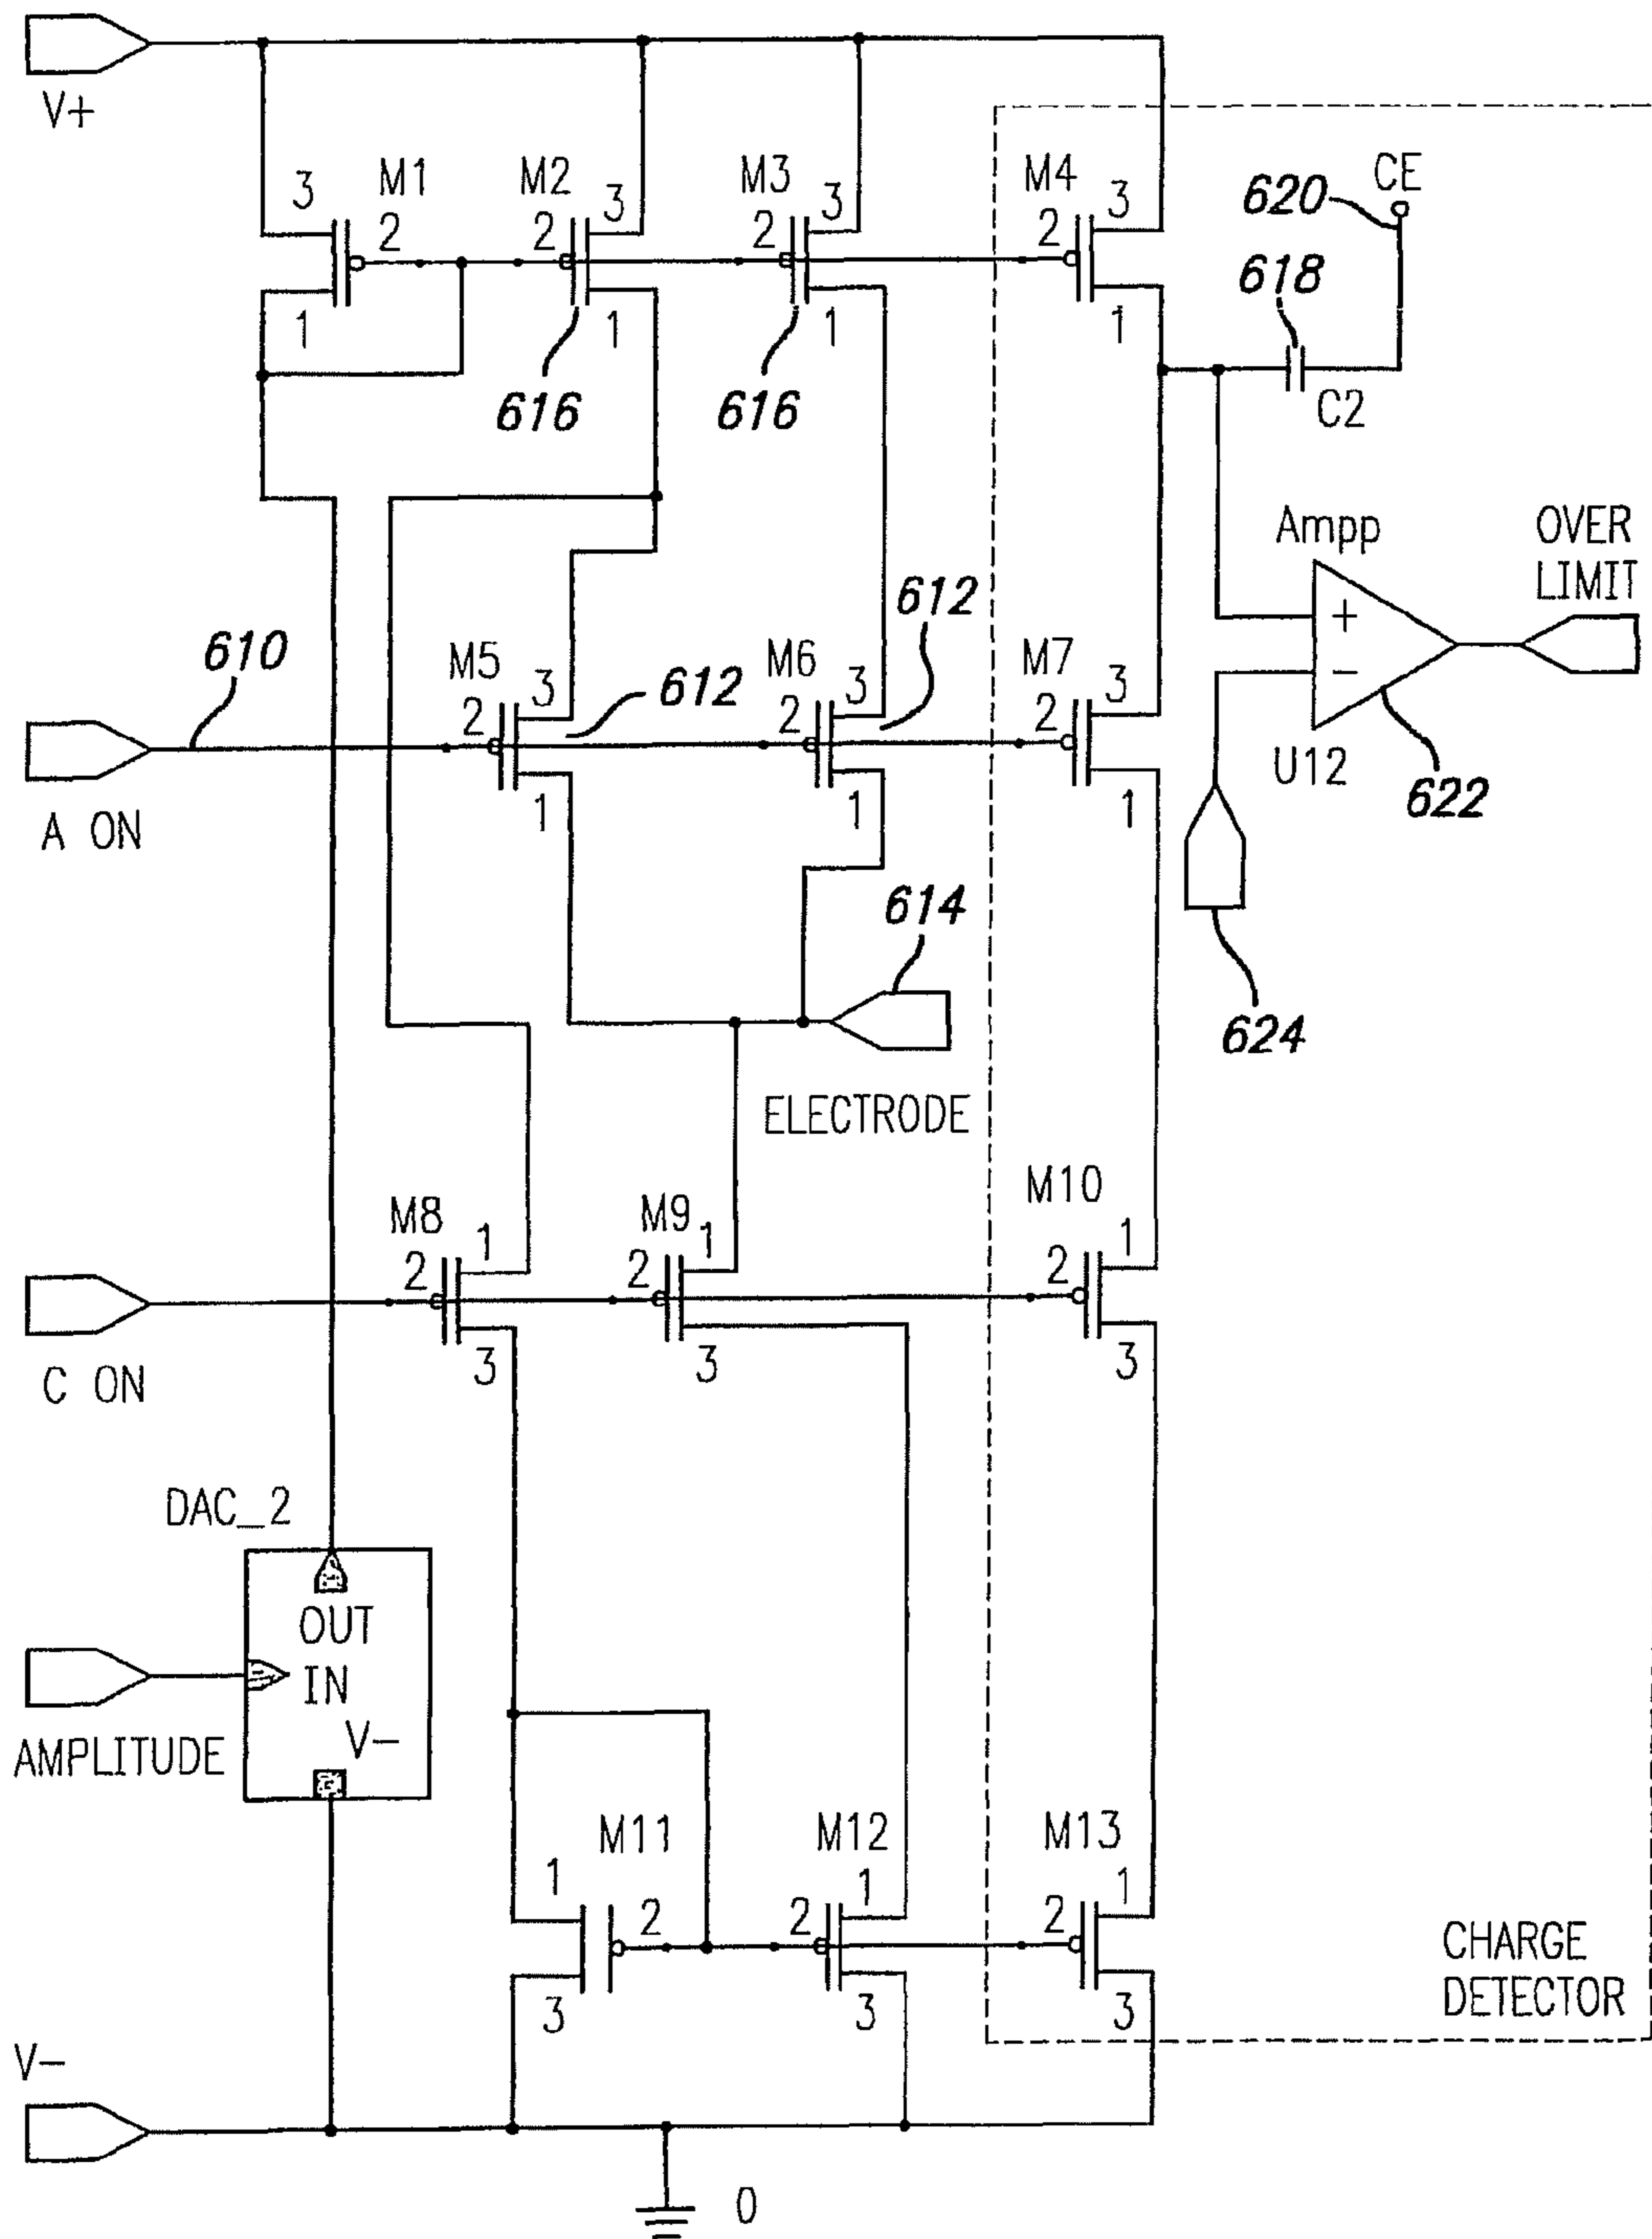 V+
3 M1 M2 3 M3 3 M4 3
620 CE
2 2 2 2
618
1 1 1 1
616 616
C2
Ampp OVER
LIMIT
610
M5 3 612 M6 3 612 M7 3
2 2 2
+
−
U12
622
1 1 1
A ON
614
624
ELECTRODE
M8 1 M9 1 M10 1
2 2 2
3 3 3
C ON
DAC_2
OUT
IN
V−
AMPLITUDE
M11 M12 M13
1 1 1
2 2 2
3 3 3
CHARGE
DETECTOR
V−
0